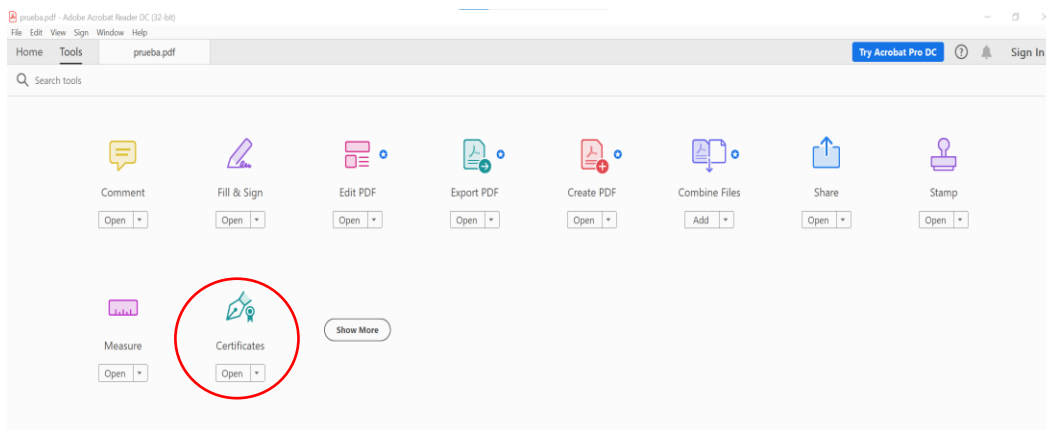 prueba.pdf - Adobe Acrobat Reader DC (32-bit)
File Edit View Sign Window Help
Home Tools prueba.pdf Try Acrobat Pro DC ? Sign In
Search tools
Comment Fill & Sign Edit PDF Export PDF Create PDF Combine Files Share Stamp
Open Open Open Open Open Add Open Open
Measure Certificates Show More
Open Open